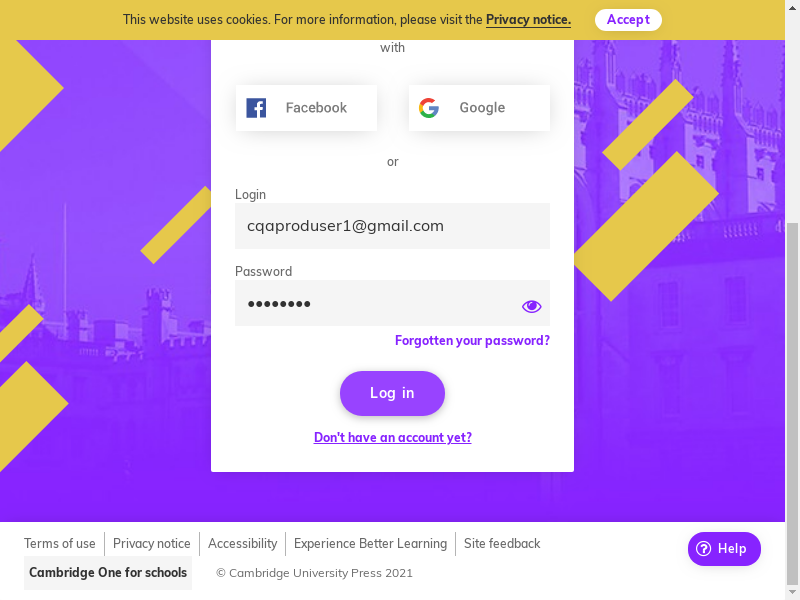 This website uses cookies. For more information, please visit the Privacy notice.
Accept
with
Facebook
Google
or
Login
cqaproduser1@gmail.com
Password
••••••••
Forgotten your password?
Log in
Don't have an account yet?
Terms of use
Privacy notice
Accessibility
Experience Better Learning
Site feedback
Help
Cambridge One for schools
© Cambridge University Press 2021